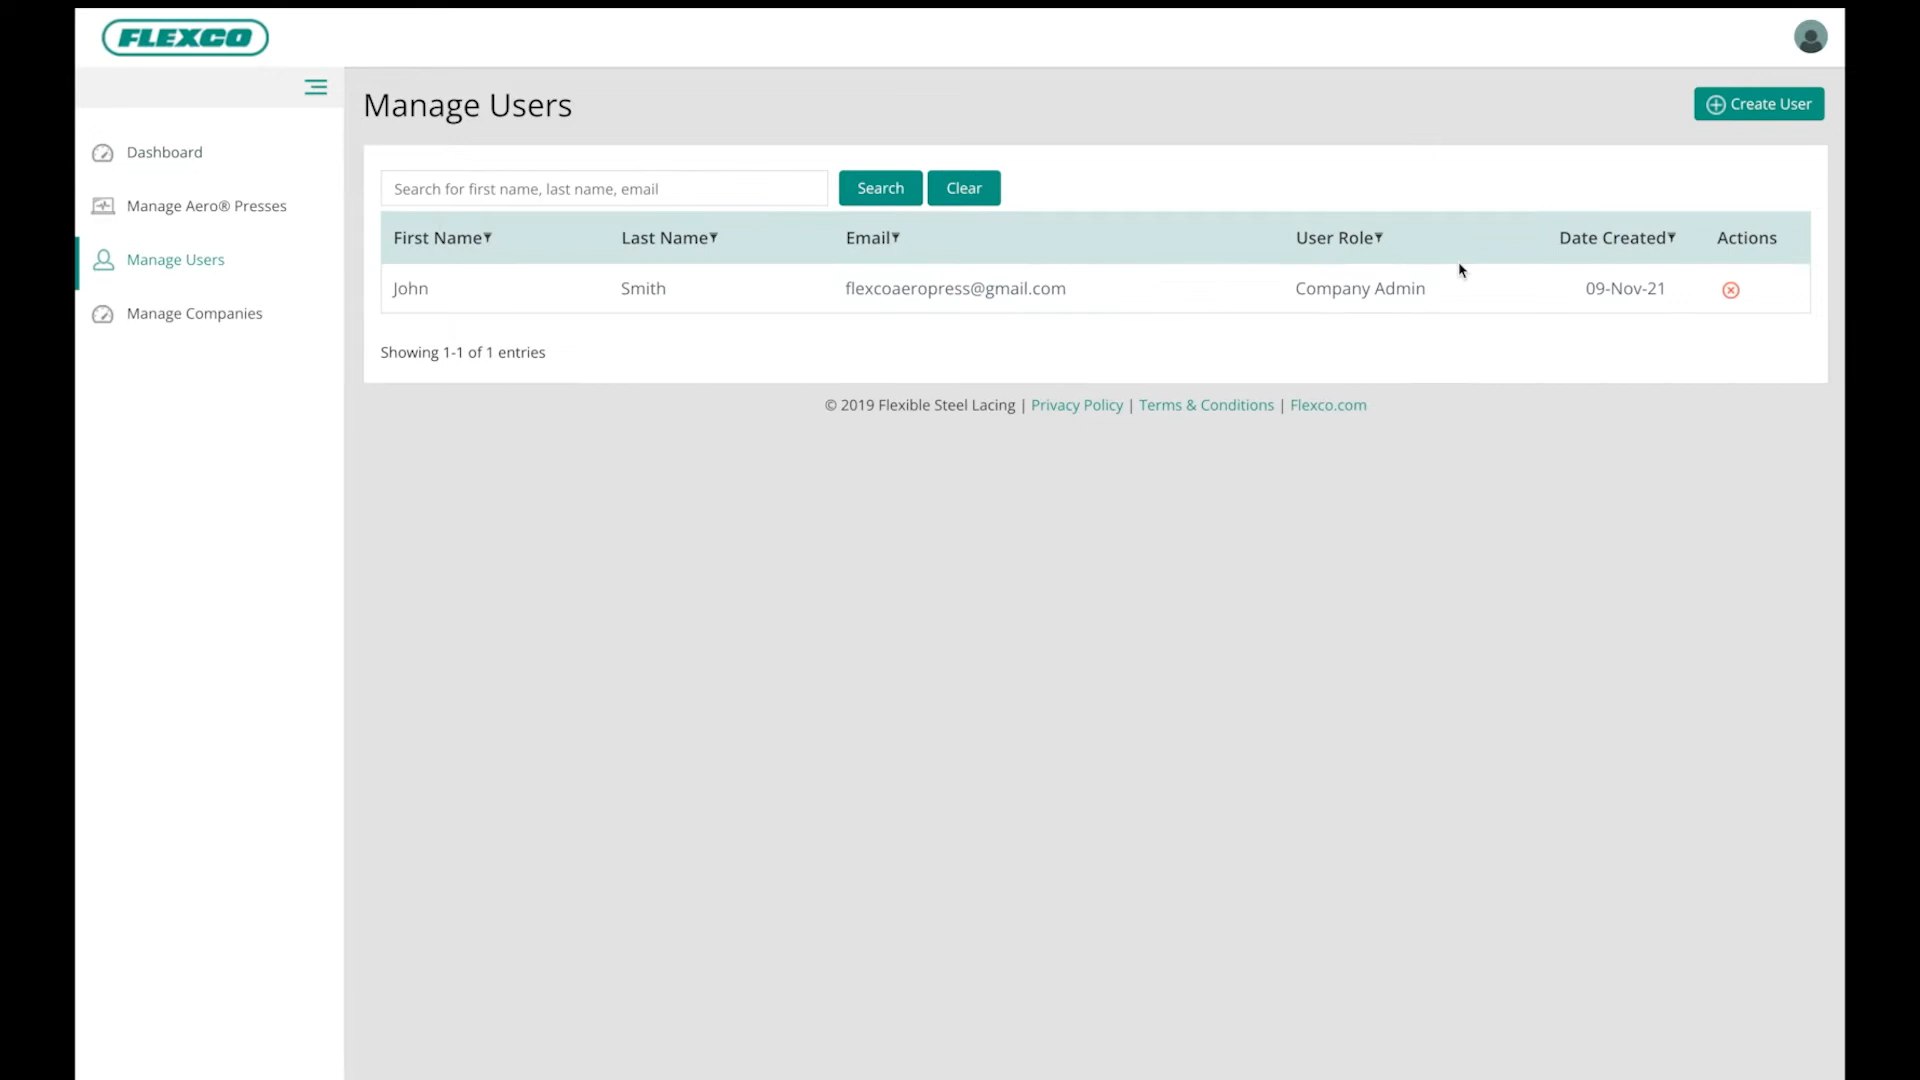 FLEXCO
Manage Users
Create User
Dashboard
Manage Aero® Presses
Manage Users
Manage Companies
Search for first name, last name, email
Search
Clear
First Name Last Name Email User Role Date Created Actions
John Smith flexcoaeropress@gmail.com Company Admin 09-Nov-21
Showing 1-1 of 1 entries
© 2019 Flexible Steel Lacing | Privacy Policy | Terms & Conditions | Flexco.com